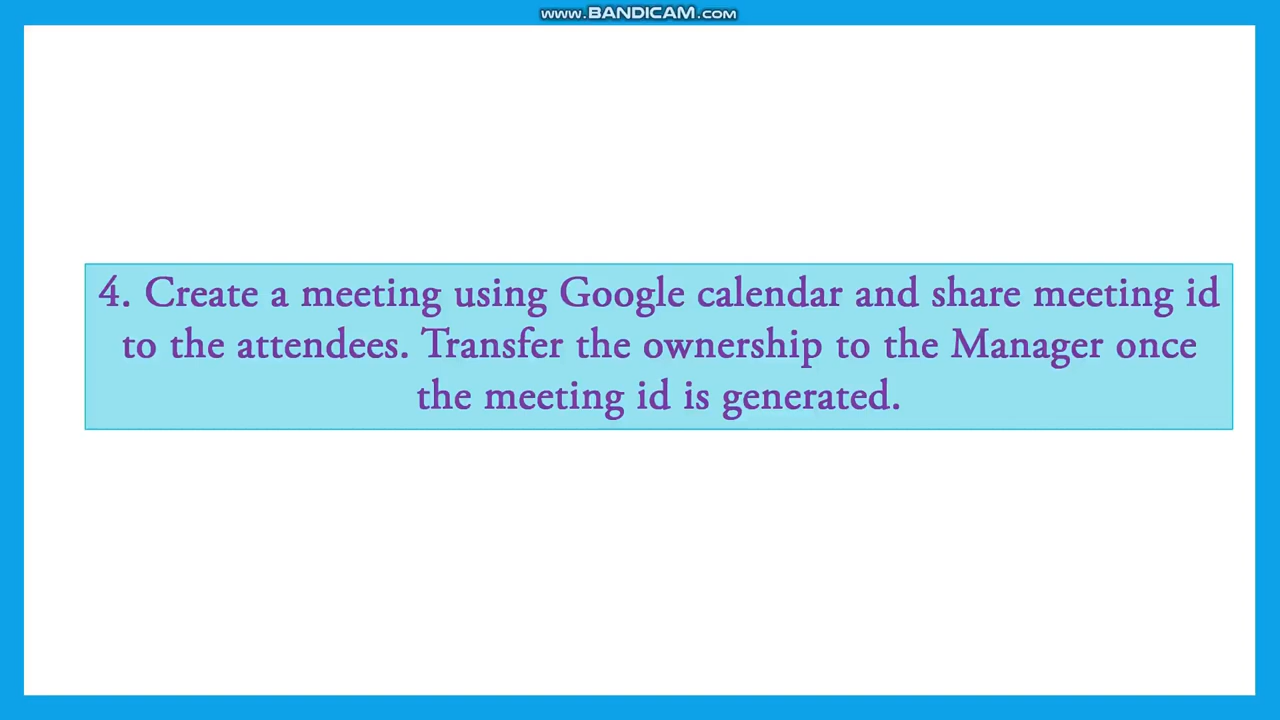 www.BANDICAM.com
4. Create a meeting using Google calendar and share meeting id
to the attendees. Transfer the ownership to the Manager once
the meeting id is generated.